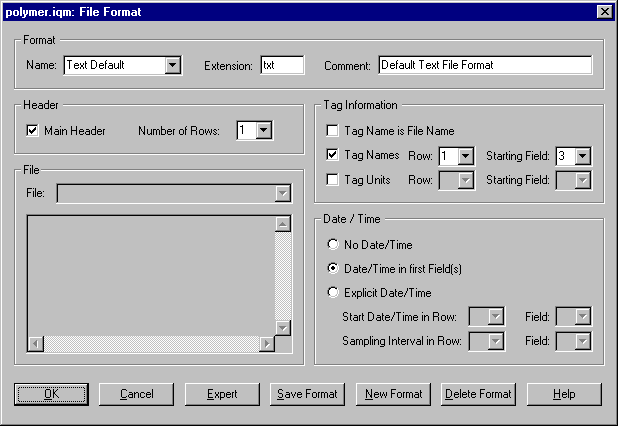 polymer.iqm: File Format
Format
Name: Text Default Extension: txt Comment: Default Text File Format
Header
Main Header Number of Rows: 1
Tag Information
Tag Name is File Name
Tag Names Row: 1 Starting Field: 3
Tag Units Row: Starting Field:
File
File:
Date / Time
No Date/Time
Date/Time in first Field(s)
Explicit Date/Time
Start Date/Time in Row: Field:
Sampling Interval in Row: Field:
OK Cancel Expert Save Format New Format Delete Format Help